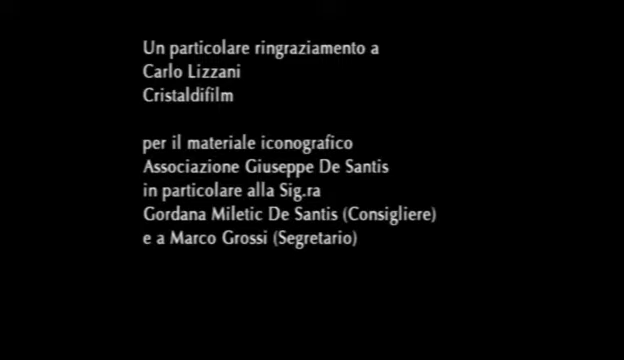 Un particolare ringraziamento a
Carlo Lizzani
Cristaldifilm
per il materiale iconografico
Associazione Giuseppe De Santis
in particolare alla Sig.ra
Gordana Miletic De Santis (Consigliere)
e a Marco Grossi (Segretario)